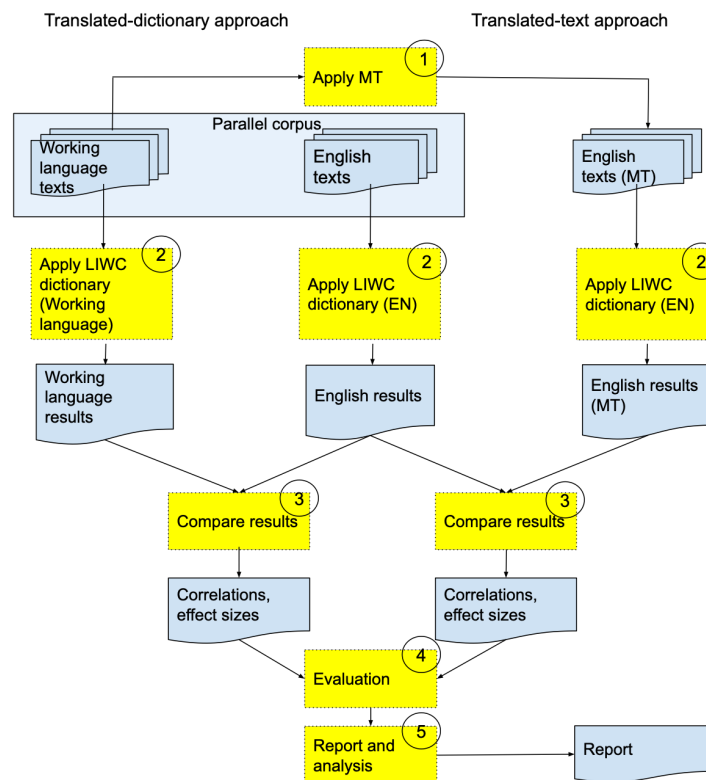 Translated-dictionary approach
Translated-text approach
1
Apply MT
Parallel corpus
Working
language
texts
English
texts
English
texts (MT)
2
Apply LIWC
dictionary
(Working
language)
2
Apply LIWC
dictionary (EN)
2
Apply LIWC
dictionary (EN)
Working
language
results
English results
English results
(MT)
3
Compare results
3
Compare results
Correlations,
effect sizes
Correlations,
effect sizes
4
Evaluation
5
Report and
analysis
Report